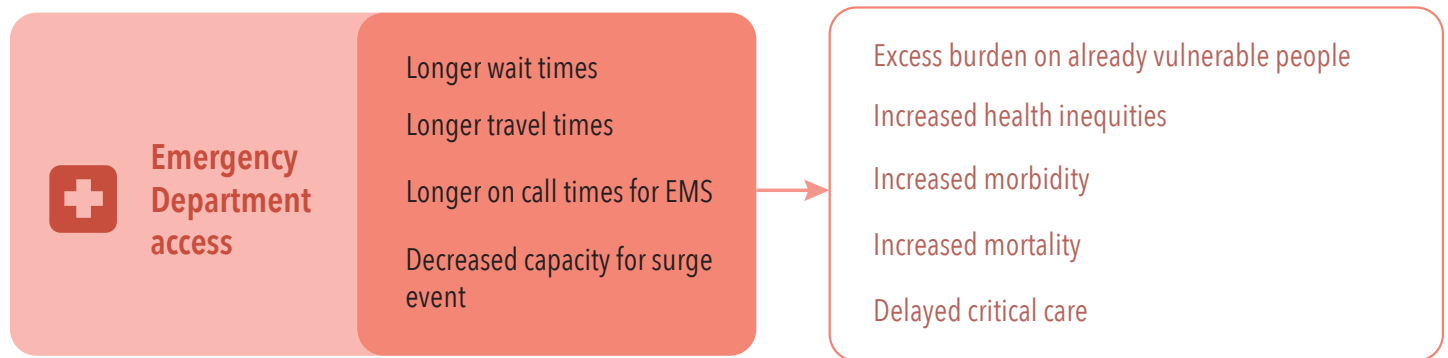 Emergency
Department
access
Longer wait times
Longer travel times
Longer on call times for EMS
Decreased capacity for surge
event
Excess burden on already vulnerable people
Increased health inequities
Increased morbidity
Increased mortality
Delayed critical care